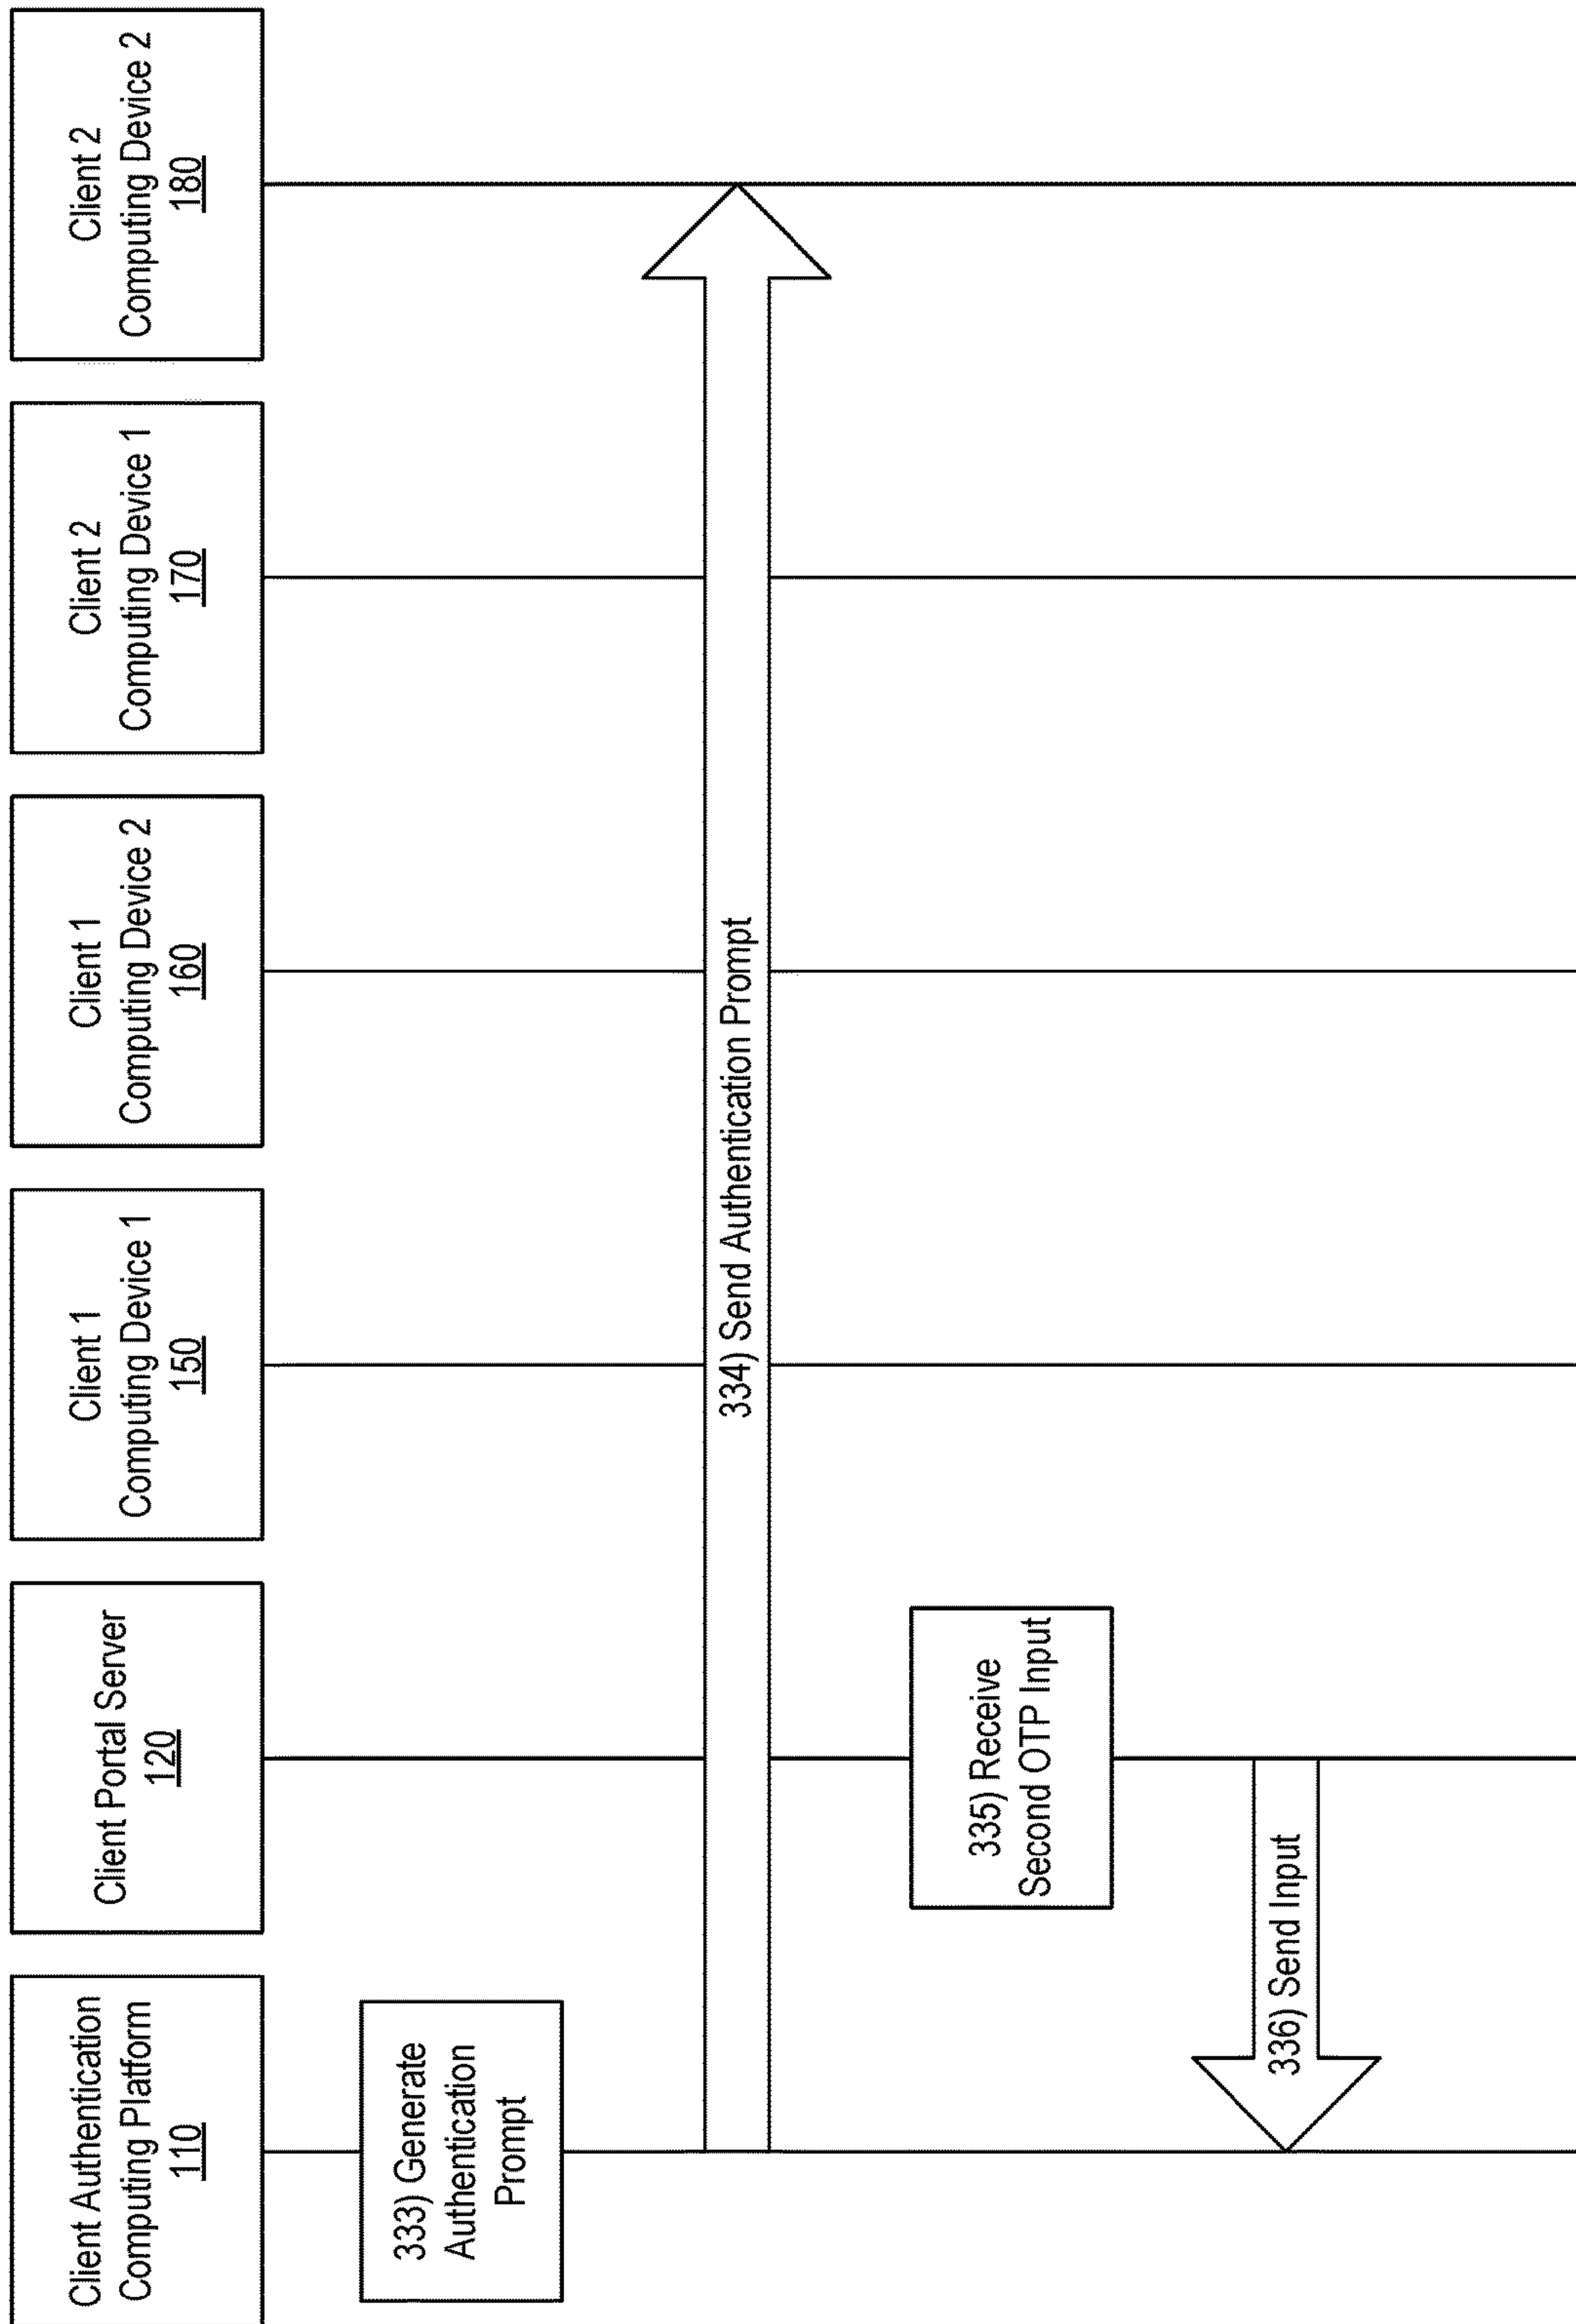 Client Authentication
Computing Platform
110
Client Portal Server
120
Client 1
Computing Device 1
150
Client 1
Computing Device 2
160
Client 2
Computing Device 1
170
Client 2
Computing Device 2
180
333) Generate
Authentication
Prompt
334) Send Authentication Prompt
335) Receive
Second OTP Input
336) Send Input